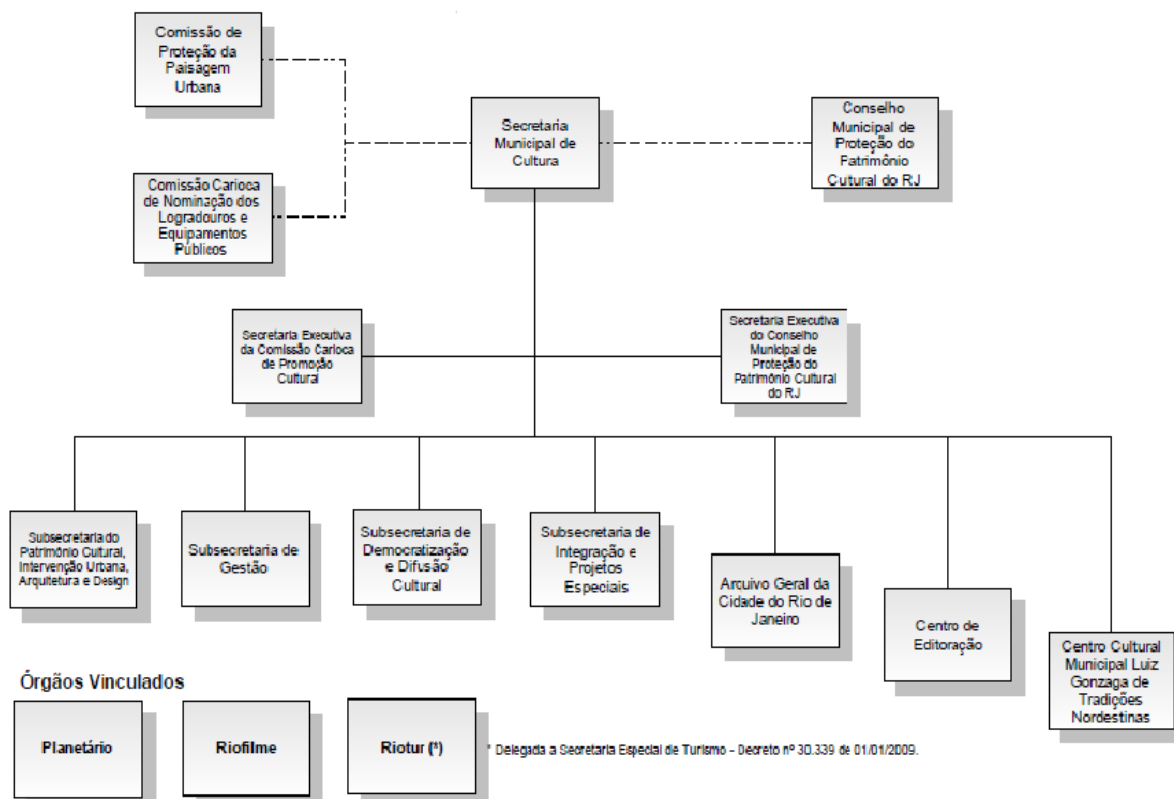 Comissão de
Proteção da
Paisagem
Urbana
Secretaria
Municipal de
Cultura
Conselho
Municipal de
Proteção do
Fatrimônio
Cultural do RJ
Comissão Carioca
de Nominação dos
Logradouros e
Equipamentos
Públicos
Secretaria Executiva
da Comissão Carioca
de Promoção
Cultural
Secretaria Executiva
do Conselho
Municipal de
Proteção do
Patrimônio Cultural
do RJ
Subsecretaria do
Patrimônio Cultural,
Intervenção Urbana,
Arquitetura e Design
Subsecretaria de
Gestão
Subsecretaria de
Democratização
e Difusão
Cultural
Subsecretaria de
Integração e
Projetos
Especiais
Arcuivo Geral da
Cidade do Rio de
Janeiro
Centro de
Editoração
Centro Cultural
Municipal Luiz
Gonzaga de
Tradições
Nordestinas
Órgãos Vinculados
Planetário
Riofilme
Riotur (*)
* Delegada a Secretaria Especial de Turismo - Decreto nº 30.339 de 01/01/2009.